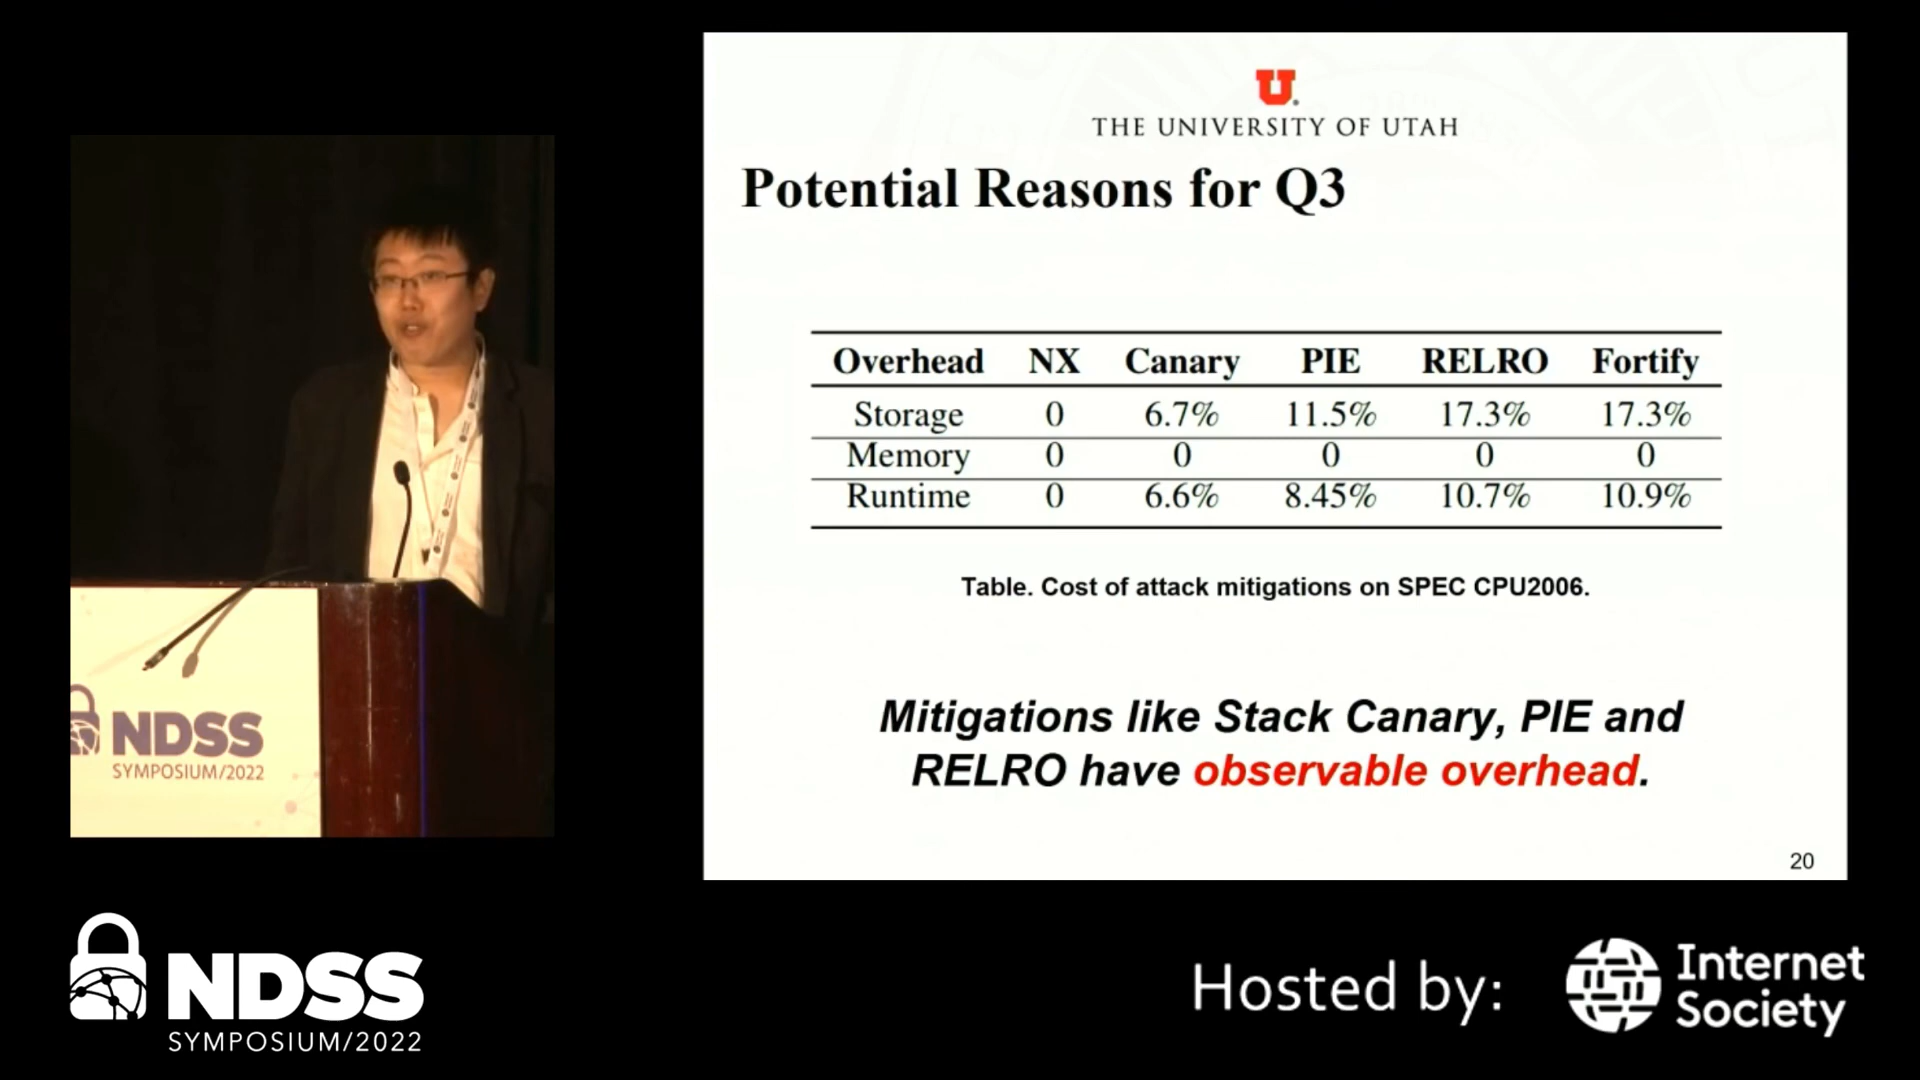 U.
THE UNIVERSITY OF UTAH
Potential Reasons for Q3
Overhead NX Canary PIE RELRO Fortify
Storage 0 6.7% 11.5% 17.3% 17.3%
Memory 0 0 0 0 0
Runtime 0 6.6% 8.45% 10.7% 10.9%
Table. Cost of attack mitigations on SPEC CPU2006.
Mitigations like Stack Canary, PIE and
RELRO have observable overhead.
20
NDSS
SYMPOSIUM/2022
NDSS
SYMPOSIUM/2022
Hosted by:
Internet
Society